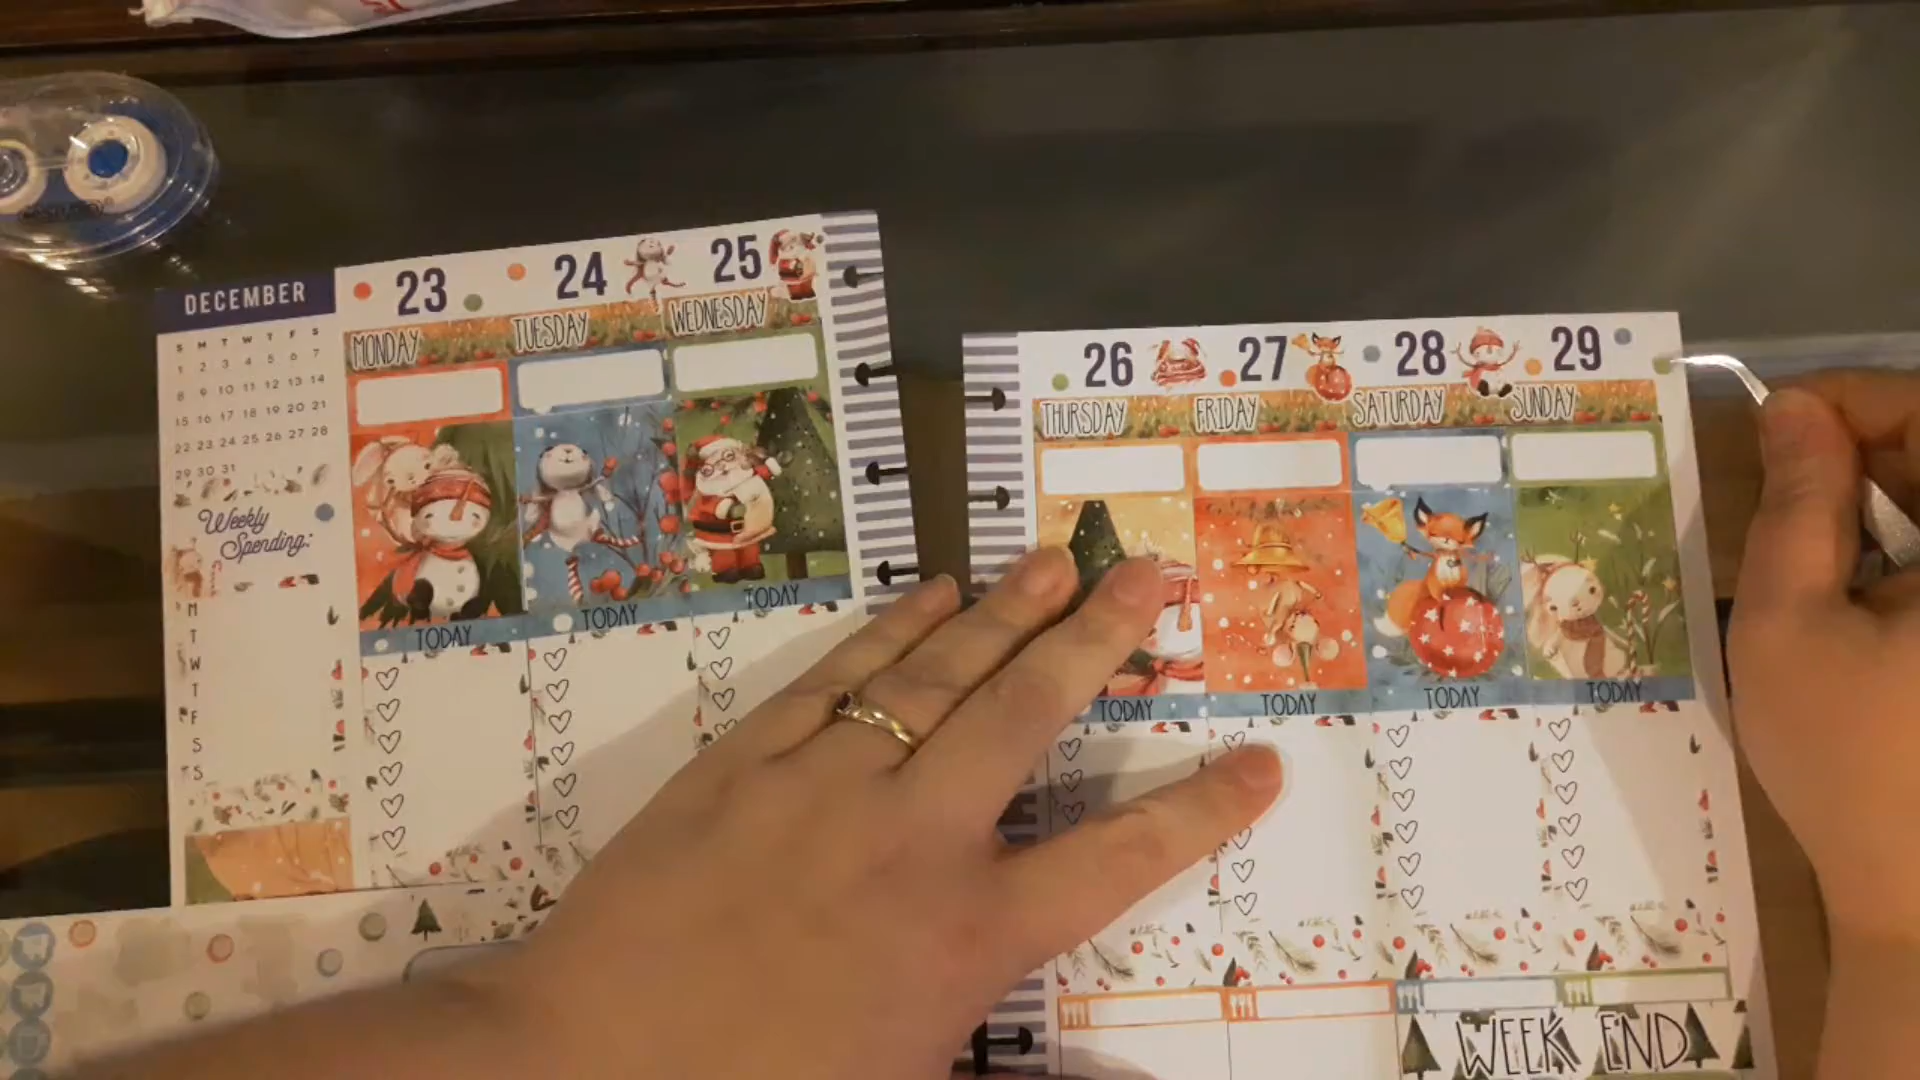 DECEMBER
S M T W T F S
1 2 3 4 5 6 7
8 9 10 11 12 13 14
15 16 17 18 19 20 21
22 23 24 25 26 27 28
29 30 31
Weekly
Spending:
M
T
W
T
F
S
S
23 24 25
MONDAY TUESDAY WEDNESDAY
TODAY TODAY TODAY
26 27 28 29
THURSDAY FRIDAY SATURDAY SUNDAY
TODAY TODAY TODAY TODAY
WEEK END